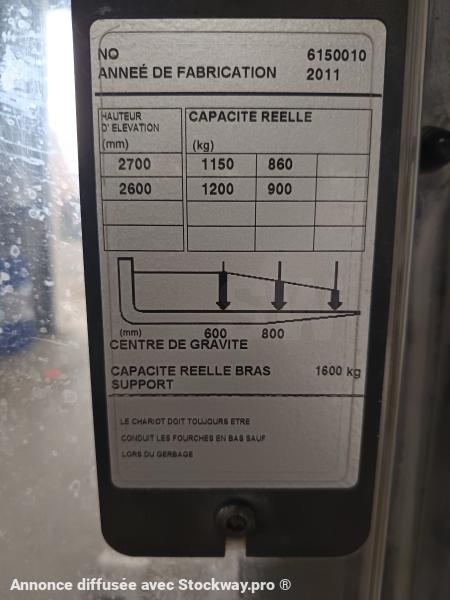 NO 6150010
ANNEÉ DE FABRICATION 2011
HAUTEUR
D' ELEVATION
(mm)
CAPACITE REELLE
(kg)
2700 1150 860
2600 1200 900
(mm) 600 800
CENTRE DE GRAVITE
CAPACITE REELLE BRAS 1600 kg
SUPPORT
LE CHARIOT DOIT TOUJOURS ETRE
CONDUIT LES FOURCHES EN BAS SAUF
LORS DU GERBAGE
Annonce diffusée avec Stockway.pro ®